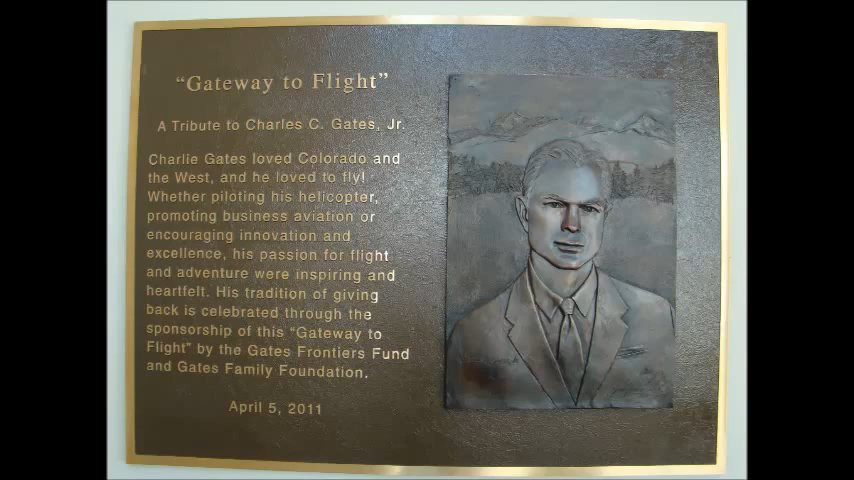 “Gateway to Flight”
A Tribute to Charles C. Gates, Jr.
Charlie Gates loved Colorado and
the West, and he loved to fly!
Whether piloting his helicopter,
promoting business aviation or
encouraging innovation and
excellence, his passion for flight
and adventure were inspiring and
heartfelt. His tradition of giving
back is celebrated through the
sponsorship of this “Gateway to
Flight” by the Gates Frontiers Fund
and Gates Family Foundation.
April 5, 2011